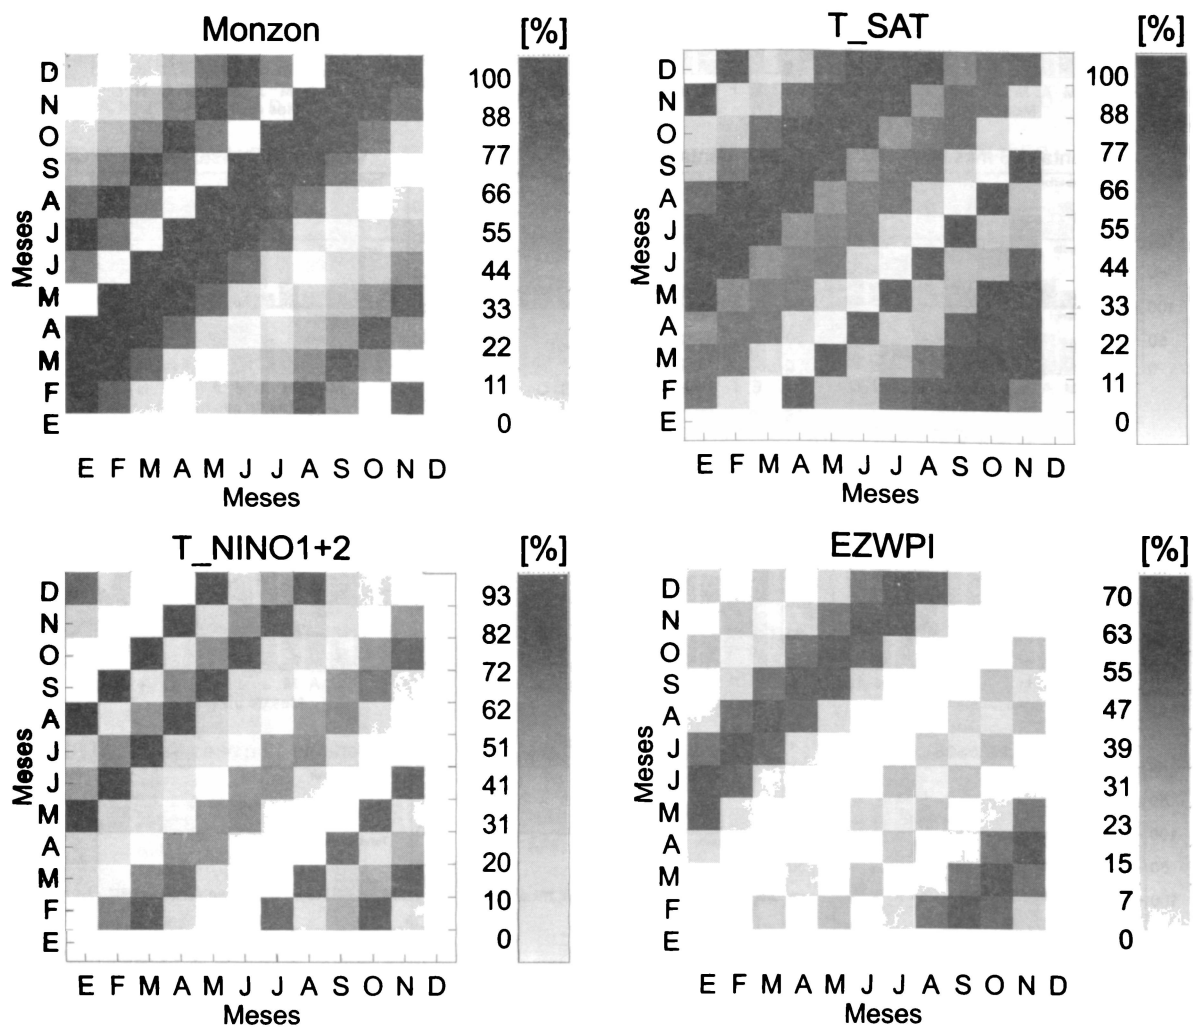 Monzon
[%]
D
N
O
S
A
J
J
M
A
M
F
E
Meses
100
88
77
66
55
44
33
22
11
0
E F M A M J J A S O N D
Meses
T_SAT
[%]
D
N
O
S
A
J
J
M
A
M
F
E
Meses
100
88
77
66
55
44
33
22
11
0
E F M A M J J A S O N D
Meses
T_NINO1+2
[%]
D
N
O
S
A
J
J
M
A
M
F
E
Meses
93
82
72
62
51
41
31
20
10
0
E F M A M J J A S O N D
Meses
EZWPI
[%]
D
N
O
S
A
J
J
M
A
M
F
E
Meses
70
63
55
47
39
31
23
15
7
0
E F M A M J J A S O N D
Meses